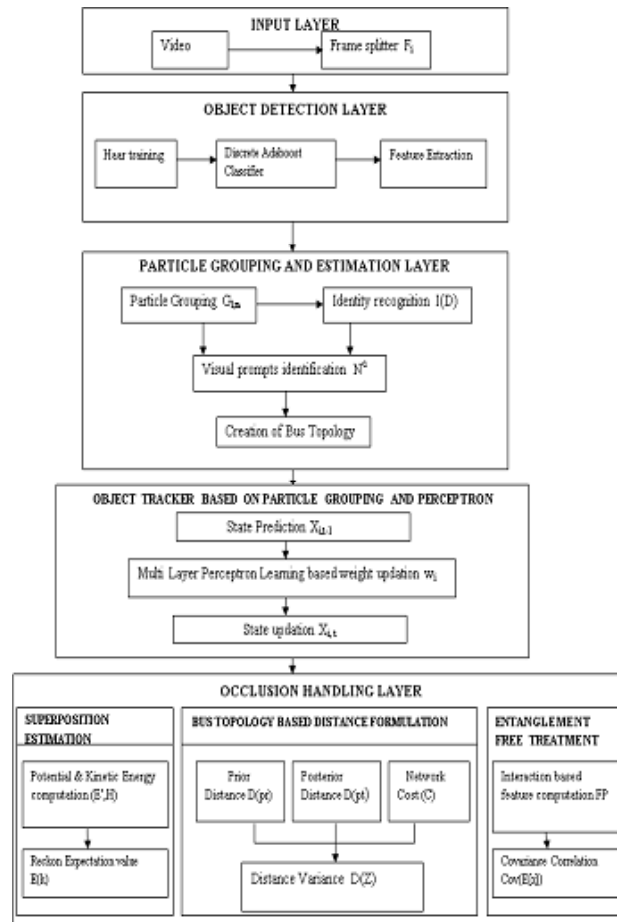 INPUT LAYER
Video
Frame splitter Fi
OBJECT DETECTION LAYER
Haar training
Discrete Adaboost
Classifier
Feature Extraction
PARTICLE GROUPING AND ESTIMATION LAYER
Particle Grouping
Identity recognition I(D)
Visual prompts identification
Creation of Bus Topology
OBJECT TRACKER BASED ON PARTICLE GROUPING AND PERCEPTRON
State Prediction
Multi Layer Perceptron Learning based weight updation wi
State updation Xi,t
OCCLUSION HANDLING LAYER
SUPERPOSITION
ESTIMATION
Potential & Kinetic Energy
computation
Reckon Expectation value
E(k)
BUS TOPOLOGY BASED DISTANCE FORMULATION
Prior
Distance D(pr)
Posterior
Distance D(pt)
Network
Cost (C)
Distance Variance D(Z)
ENTANGLEMENT
FREE TREATMENT
Interaction based
feature computation FP
Covariance Correlation